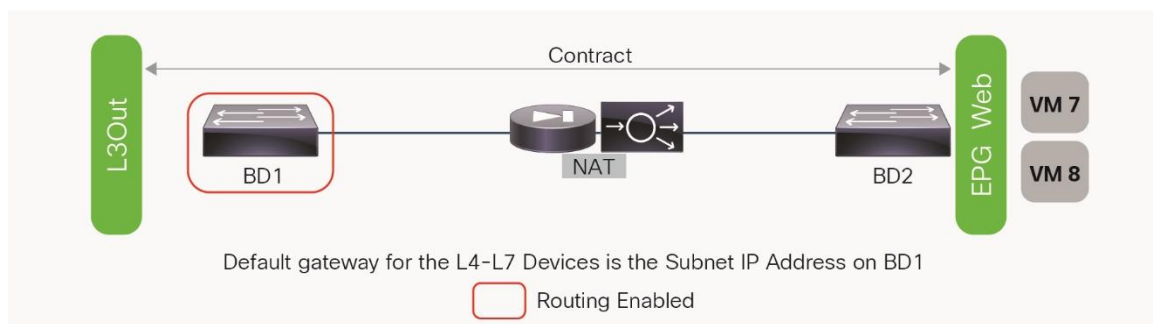 Contract
L3Out
BD1
NAT
BD2
EPG Web
VM 7
VM 8
Default gateway for the L4-L7 Devices is the Subnet IP Address on BD1
Routing Enabled